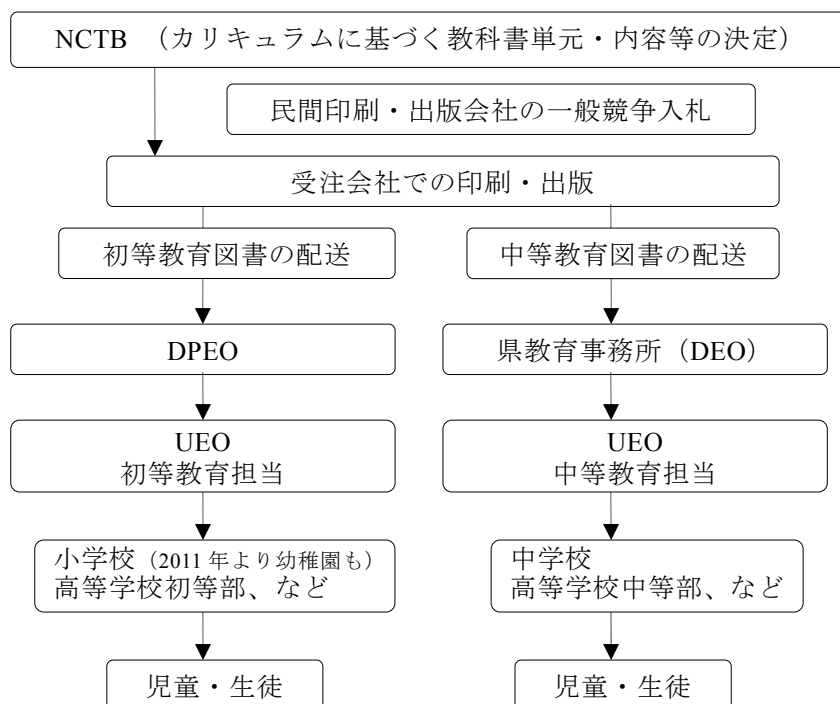 NCTB （カリキュラムに基づく教科書単元・内容等の決定）
民間印刷・出版会社の一般競争入札
受注会社での印刷・出版
初等教育図書の配送
中等教育図書の配送
DPEO
県教育事務所（DEO）
UEO
初等教育担当
UEO
中等教育担当
小学校（2011 年より幼稚園も）
高等学校初等部、など
中学校
高等学校中等部、など
児童・生徒
児童・生徒